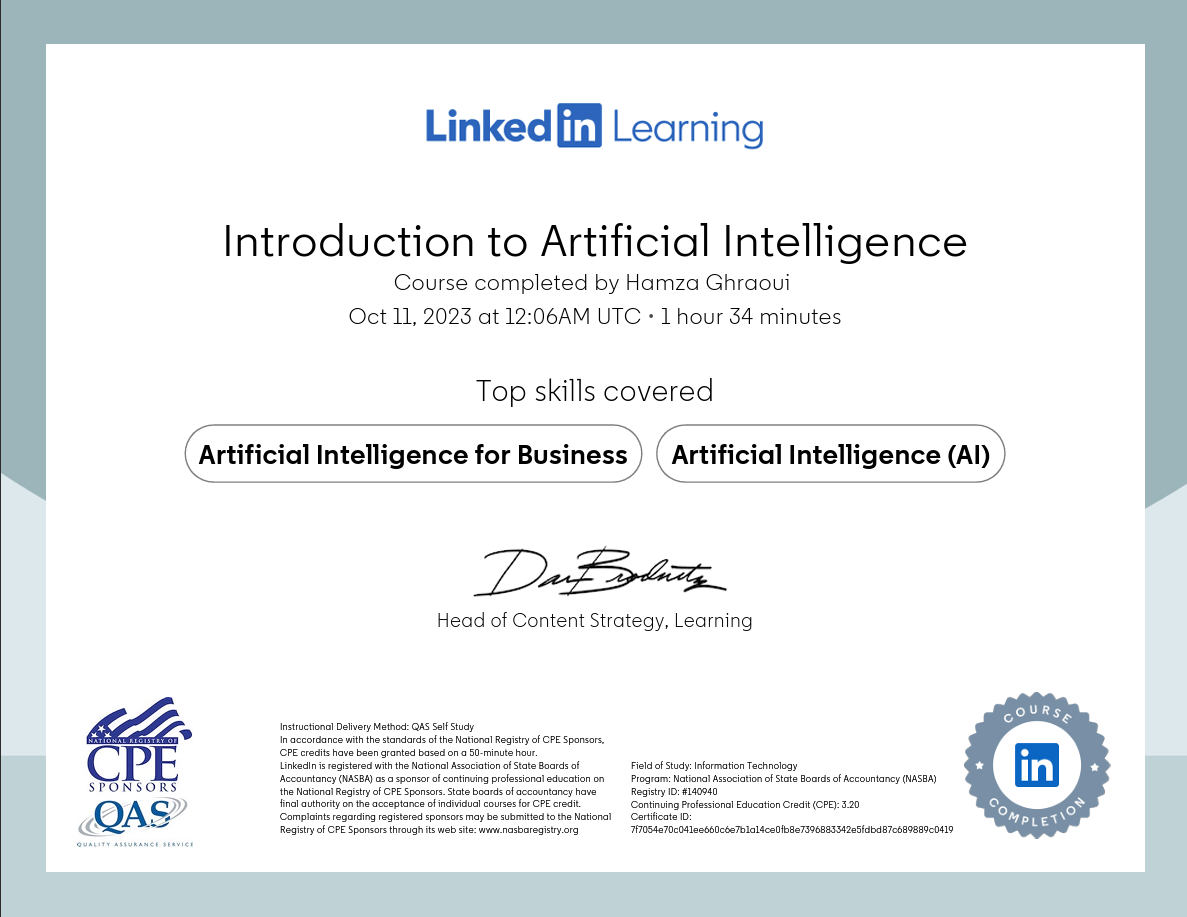 Linked in Learning
Introduction to Artificial Intelligence
Course completed by Hamza Ghraoui
Oct 11, 2023 at 12:06AM UTC • 1 hour 34 minutes
Top skills covered
Artificial Intelligence for Business
Artificial Intelligence (AI)
Dan Brodnitz
Head of Content Strategy, Learning
NATIONAL REGISTRY OF
CPE
SPONSORS
QAS
QUALITY ASSURANCE SERVICE
Instructional Delivery Method: QAS Self Study
In accordance with the standards of the National Registry of CPE Sponsors,
CPE credits have been granted based on a 50-minute hour.
LinkedIn is registered with the National Association of State Boards of
Accountancy (NASBA) as a sponsor of continuing professional education on
the National Registry of CPE Sponsors. State boards of accountancy have
final authority on the acceptance of individual courses for CPE credit.
Complaints regarding registered sponsors may be submitted to the National
Registry of CPE Sponsors through its web site: www.nasbaregistry.org
Field of Study: Information Technology
Program: National Association of State Boards of Accountancy (NASBA)
Registry ID: #140940
Continuing Professional Education Credit (CPE): 3.20
Certificate ID:
7f7054e70c041ee660c6e7b1a14ce0fb8e7396883342e5fdbd87c689889c0419
COURSE
in
COMPLETION